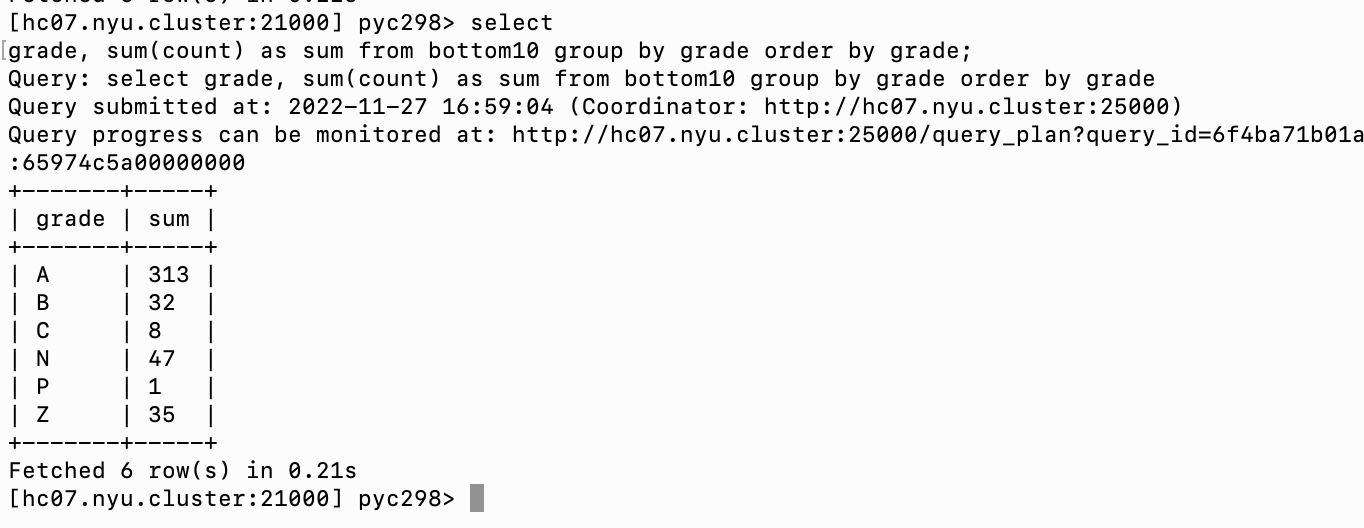 [hc07.nyu.cluster:21000] pyc298> select
[grade, sum(count) as sum from bottom10 group by grade order by grade;
Query: select grade, sum(count) as sum from bottom10 group by grade order by grade
Query submitted at: 2022-11-27 16:59:04 (Coordinator: http://hc07.nyu.cluster:25000)
Query progress can be monitored at: http://hc07.nyu.cluster:25000/query_plan?query_id=6f4ba71b01a
:65974c5a00000000
+-------+-----+
| grade | sum |
+-------+-----+
| A     | 313 |
| B     | 32  |
| C     | 8   |
| N     | 47  |
| P     | 1   |
| Z     | 35  |
+-------+-----+
Fetched 6 row(s) in 0.21s
[hc07.nyu.cluster:21000] pyc298>